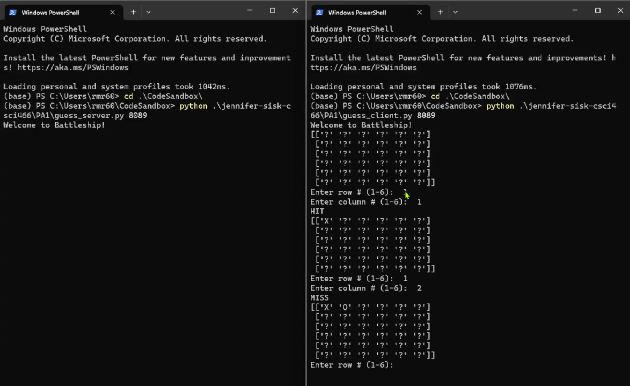 Windows PowerShell
Windows PowerShell
Copyright (C) Microsoft Corporation. All rights reserved.
Install the latest PowerShell for new features and improvement
s! https://aka.ms/PSWindows
Loading personal and system profiles took 1042ms.
(base) PS C:\Users\rmr60> cd .\CodeSandbox\
(base) PS C:\Users\rmr60\CodeSandbox> python .\jennifer-sisk-c
sci466\PA1\guess_server.py 8089
Welcome to Battleship!
Windows PowerShell
Windows PowerShell
Copyright (C) Microsoft Corporation. All rights reserved.
Install the latest PowerShell for new features and improvements! h
ttps://aka.ms/PSWindows
Loading personal and system profiles took 1076ms.
(base) PS C:\Users\rmr60> cd .\CodeSandbox\
(base) PS C:\Users\rmr60\CodeSandbox> python .\jennifer-sisk-csci4
66\PA1\guess_client.py 8089
Welcome to Battleship!
[['?' '?' '?' '?' '?' '?']
['?' '?' '?' '?' '?' '?']
['?' '?' '?' '?' '?' '?']
['?' '?' '?' '?' '?' '?']
['?' '?' '?' '?' '?' '?']
['?' '?' '?' '?' '?' '?']]
Enter row # (1-6): 1
Enter column # (1-6): 1
HIT
[['X' '?' '?' '?' '?' '?']
['?' '?' '?' '?' '?' '?']
['?' '?' '?' '?' '?' '?']
['?' '?' '?' '?' '?' '?']
['?' '?' '?' '?' '?' '?']
['?' '?' '?' '?' '?' '?']]
Enter row # (1-6): 1
Enter column # (1-6): 2
MISS
[['X' 'O' '?' '?' '?' '?']
['?' '?' '?' '?' '?' '?']
['?' '?' '?' '?' '?' '?']
['?' '?' '?' '?' '?' '?']
['?' '?' '?' '?' '?' '?']
['?' '?' '?' '?' '?' '?']]
Enter row # (1-6):